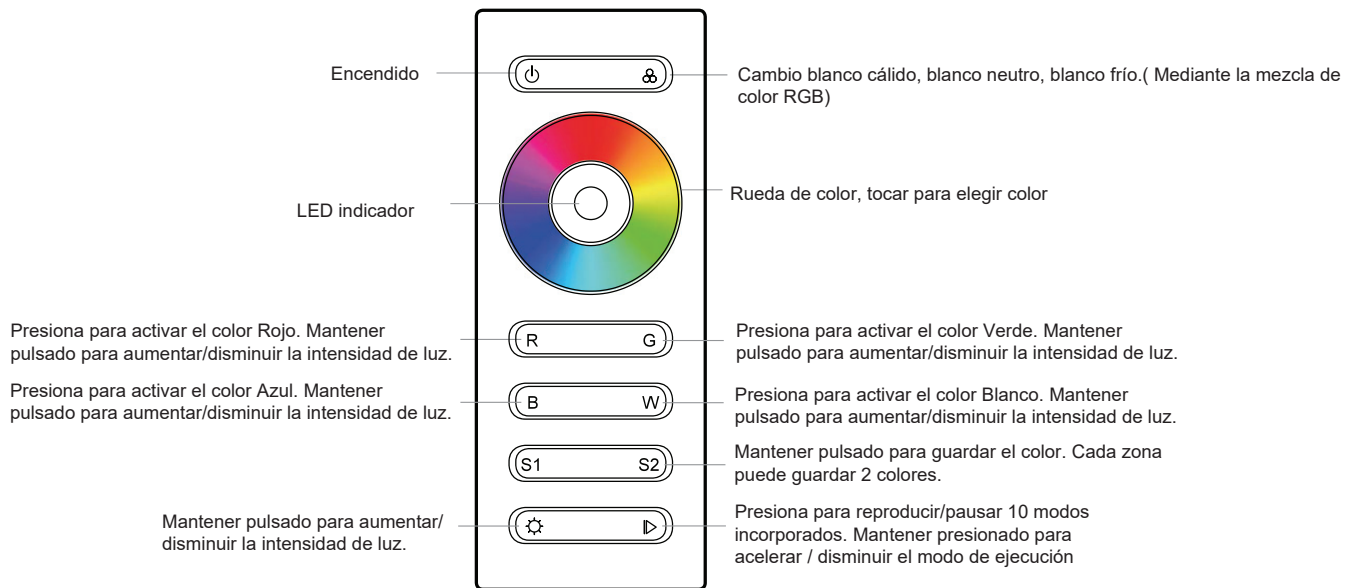 Encendido
Cambio blanco cálido, blanco neutro, blanco frío.( Mediante la mezcla de
color RGB)
Rueda de color, tocar para elegir color
LED indicador
Presiona para activar el color Rojo. Mantener
pulsado para aumentar/disminuir la intensidad de luz.
R
G
Presiona para activar el color Verde. Mantener
pulsado para aumentar/disminuir la intensidad de luz.
Presiona para activar el color Azul. Mantener
pulsado para aumentar/disminuir la intensidad de luz.
B
W
Presiona para activar el color Blanco. Mantener
pulsado para aumentar/disminuir la intensidad de luz.
S1
S2
Mantener pulsado para guardar el color. Cada zona
puede guardar 2 colores.
Mantener pulsado para aumentar/
disminuir la intensidad de luz.
Presiona para reproducir/pausar 10 modos
incorporados. Mantener presionado para
acelerar / disminuir el modo de ejecución